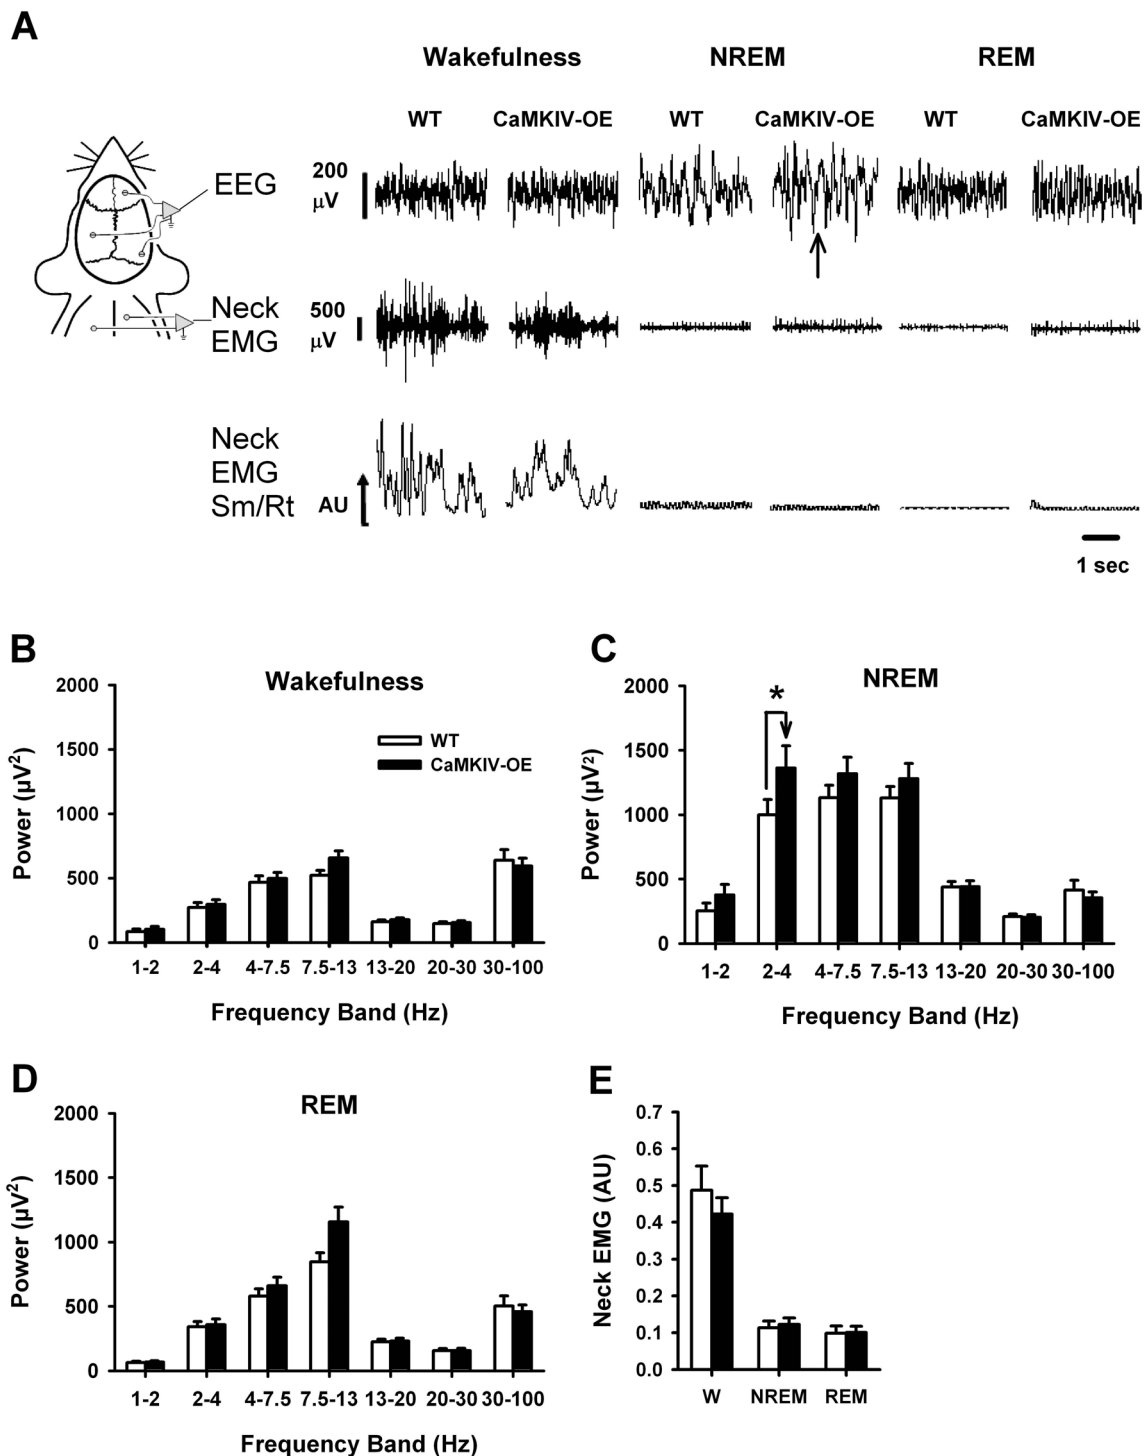 A
Wakefulness NREM REM
WT CaMKIV-OE WT CaMKIV-OE WT CaMKIV-OE
EEG
200
µV
Neck
EMG
500
µV
Neck
EMG
Sm/Rt
AU
1 sec
B
Wakefulness
2000
1500
1000
500
0
Power (µV²)
WT
CaMKIV-OE
1-2 2-4 4-7.5 7.5-13 13-20 20-30 30-100
Frequency Band (Hz)
C
NREM
2000
1500
1000
500
0
Power (µV²)
*
1-2 2-4 4-7.5 7.5-13 13-20 20-30 30-100
Frequency Band (Hz)
D
REM
2000
1500
1000
500
0
Power (µV²)
1-2 2-4 4-7.5 7.5-13 13-20 20-30 30-100
Frequency Band (Hz)
E
0.7
0.6
0.5
0.4
0.3
0.2
0.1
0.0
Neck EMG (AU)
W NREM REM